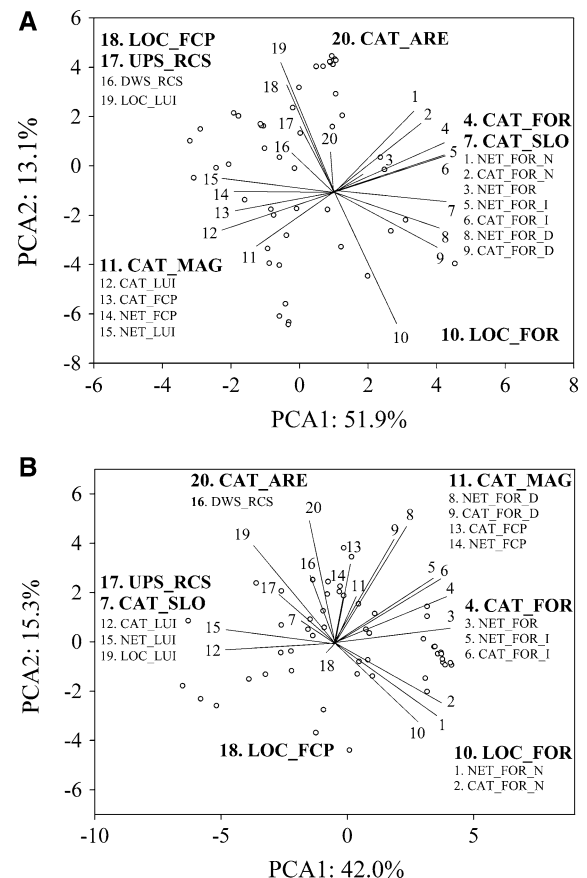 A
6
4
2
0
-2
-4
-6
-8
PCA2: 13.1%
18. LOC_FCP
17. UPS_RCS
16. DWS_RCS
19. LOC_LUI
20. CAT_ARE
4. CAT_FOR
7. CAT_SLO
1. NET_FOR_N
2. CAT_FOR_N
3. NET_FOR
5. NET_FOR_I
6. CAT_FOR_I
8. NET_FOR_D
9. CAT_FOR_D
11. CAT_MAG
12. CAT_LUI
13. CAT_FCP
14. NET_FCP
15. NET_LUI
10. LOC_FOR
19
18
17
16
20
1
2
3
4
5
6
7
8
9
10
11
12
13
14
15
-6 -4 -2 0 2 4 6 8
PCA1: 51.9%
B
6
4
2
0
-2
-4
-6
PCA2: 15.3%
20. CAT_ARE
16. DWS_RCS
11. CAT_MAG
8. NET_FOR_D
9. CAT_FOR_D
13. CAT_FCP
14. NET_FCP
17. UPS_RCS
7. CAT_SLO
12. CAT_LUI
15. NET_LUI
19. LOC_LUI
4. CAT_FOR
3. NET_FOR
5. NET_FOR_I
6. CAT_FOR_I
18. LOC_FCP
10. LOC_FOR
1. NET_FOR_N
2. CAT_FOR_N
20
19
9
8
13
16
14
17
11
5
6
4
3
7
15
12
18
2
1
10
-10 -5 0 5
PCA1: 42.0%